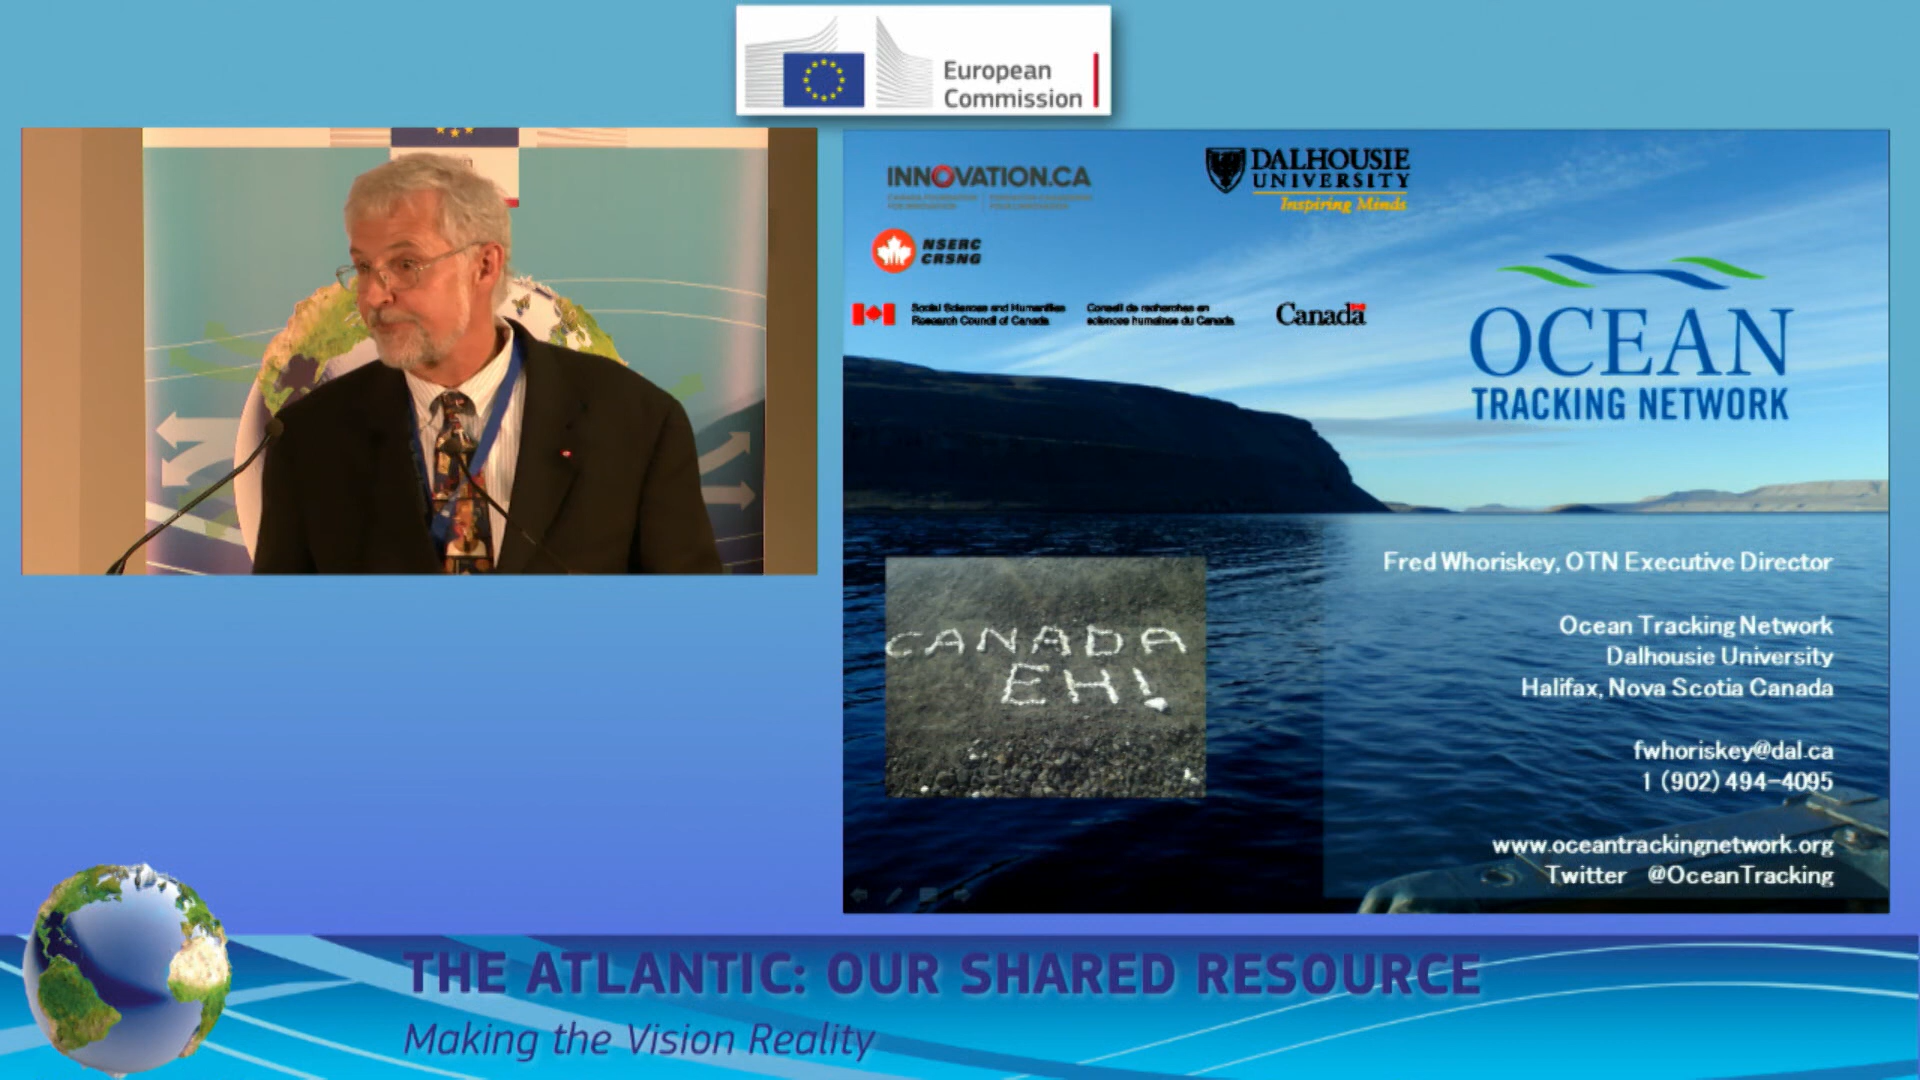 European
Commission
INNOVATION.CA
DALHOUSIE
UNIVERSITY
Inspiring Minds
NSERC
CRSNG
Social Sciences and Humanities
Research Council of Canada
Conseil de recherches en
sciences humaines du Canada
Canada
OCEAN
TRACKING NETWORK
CANADA
EH!
Fred Whoriskey, OTN Executive Director
Ocean Tracking Network
Dalhousie University
Halifax, Nova Scotia Canada
fwhoriskey@dal.ca
1 (902) 494-4095
www.oceantrackingnetwork.org
Twitter @OceanTracking
THE ATLANTIC: OUR SHARED RESOURCE
Making the Vision Reality